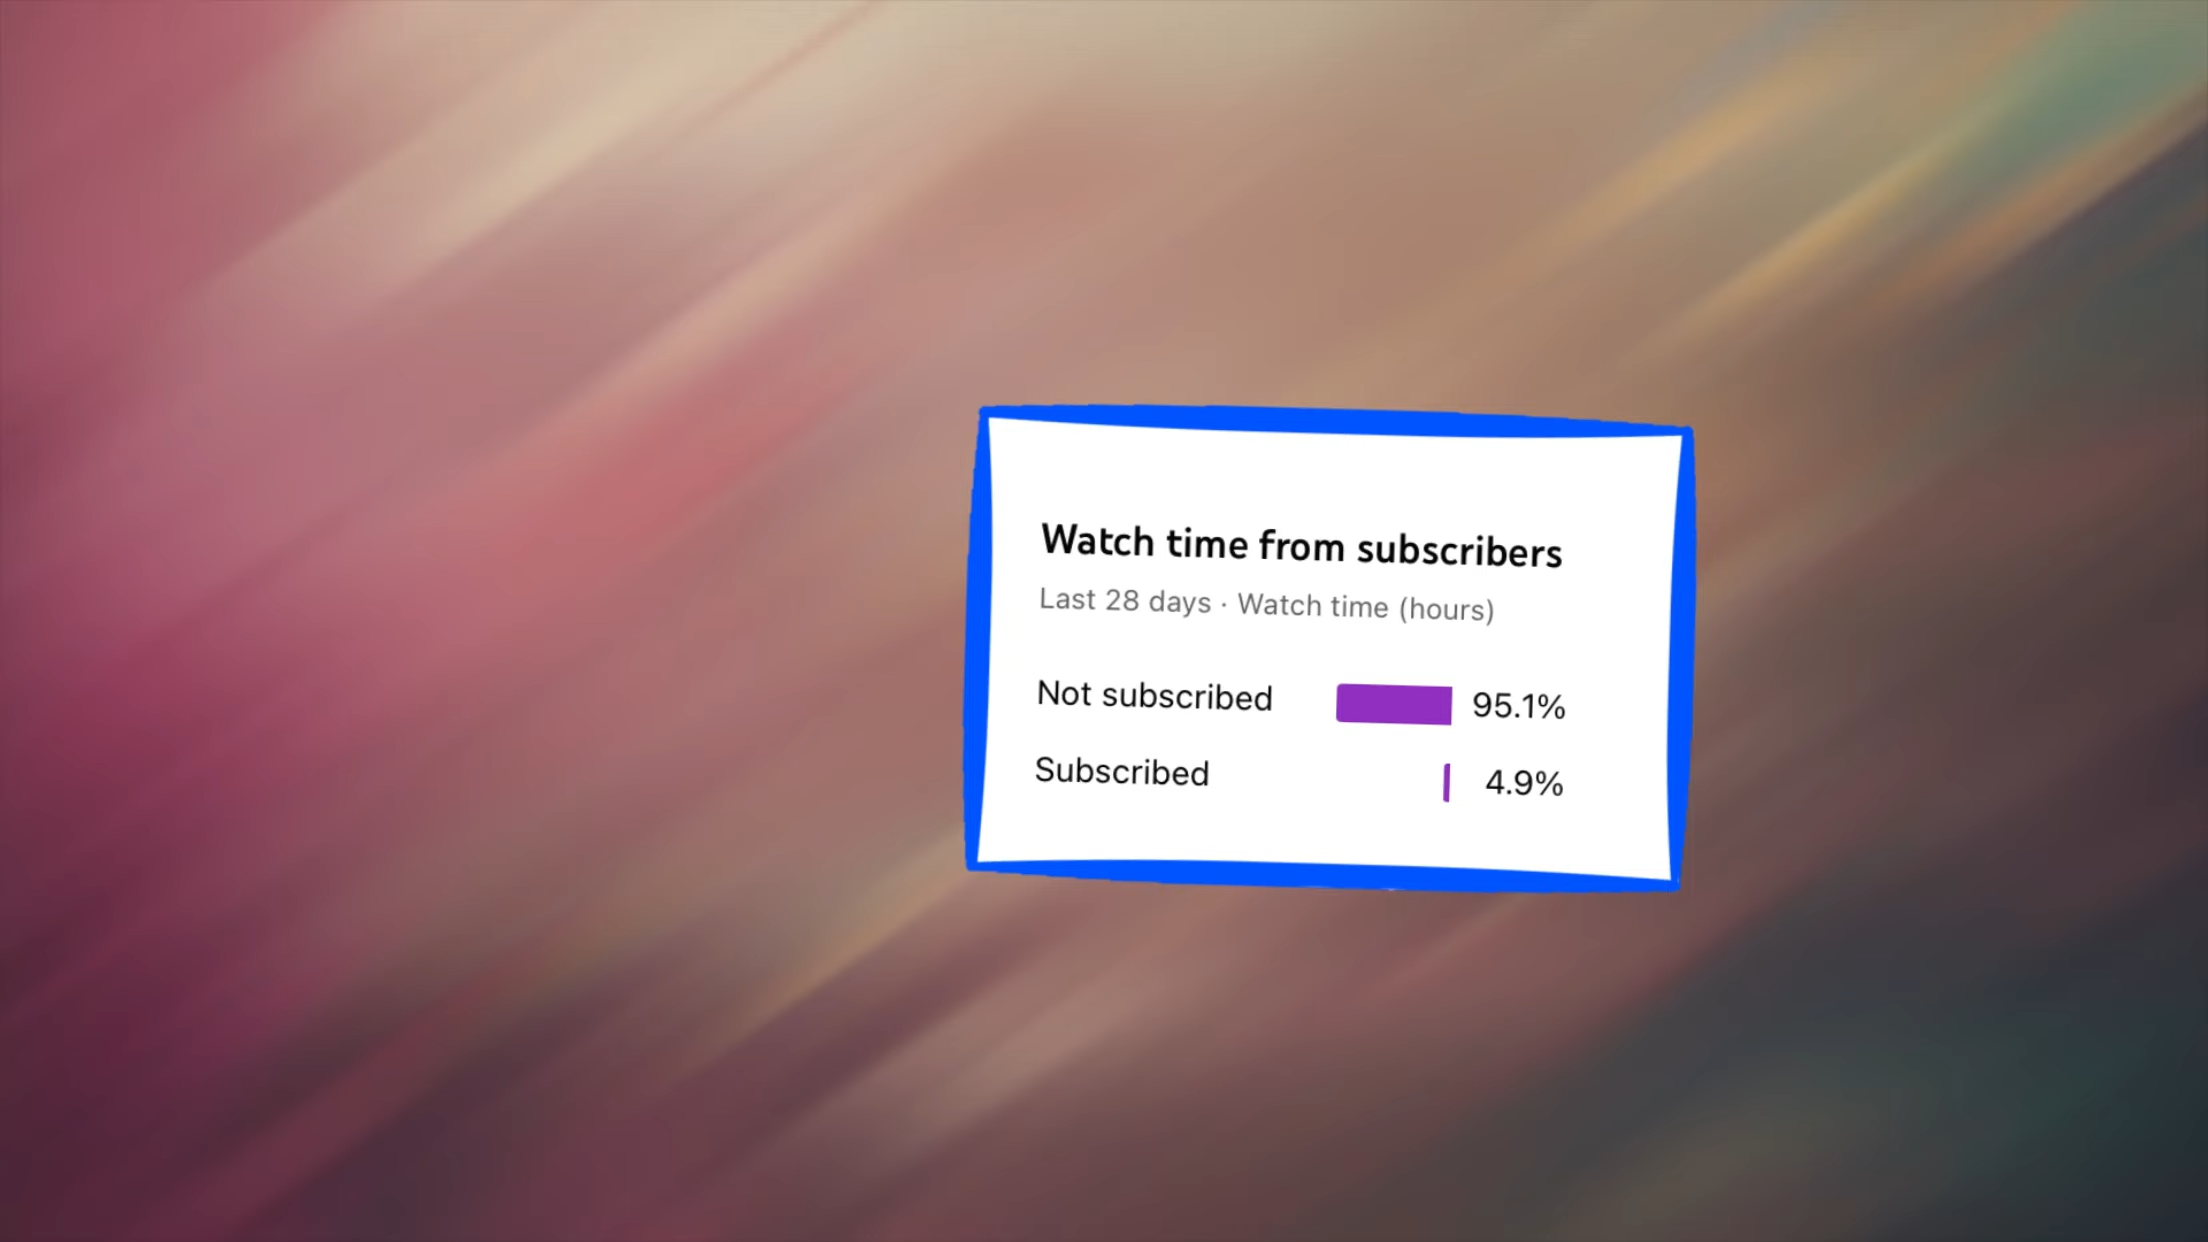 Watch time from subscribers
Last 28 days · Watch time (hours)
Not subscribed 95.1%
Subscribed 4.9%